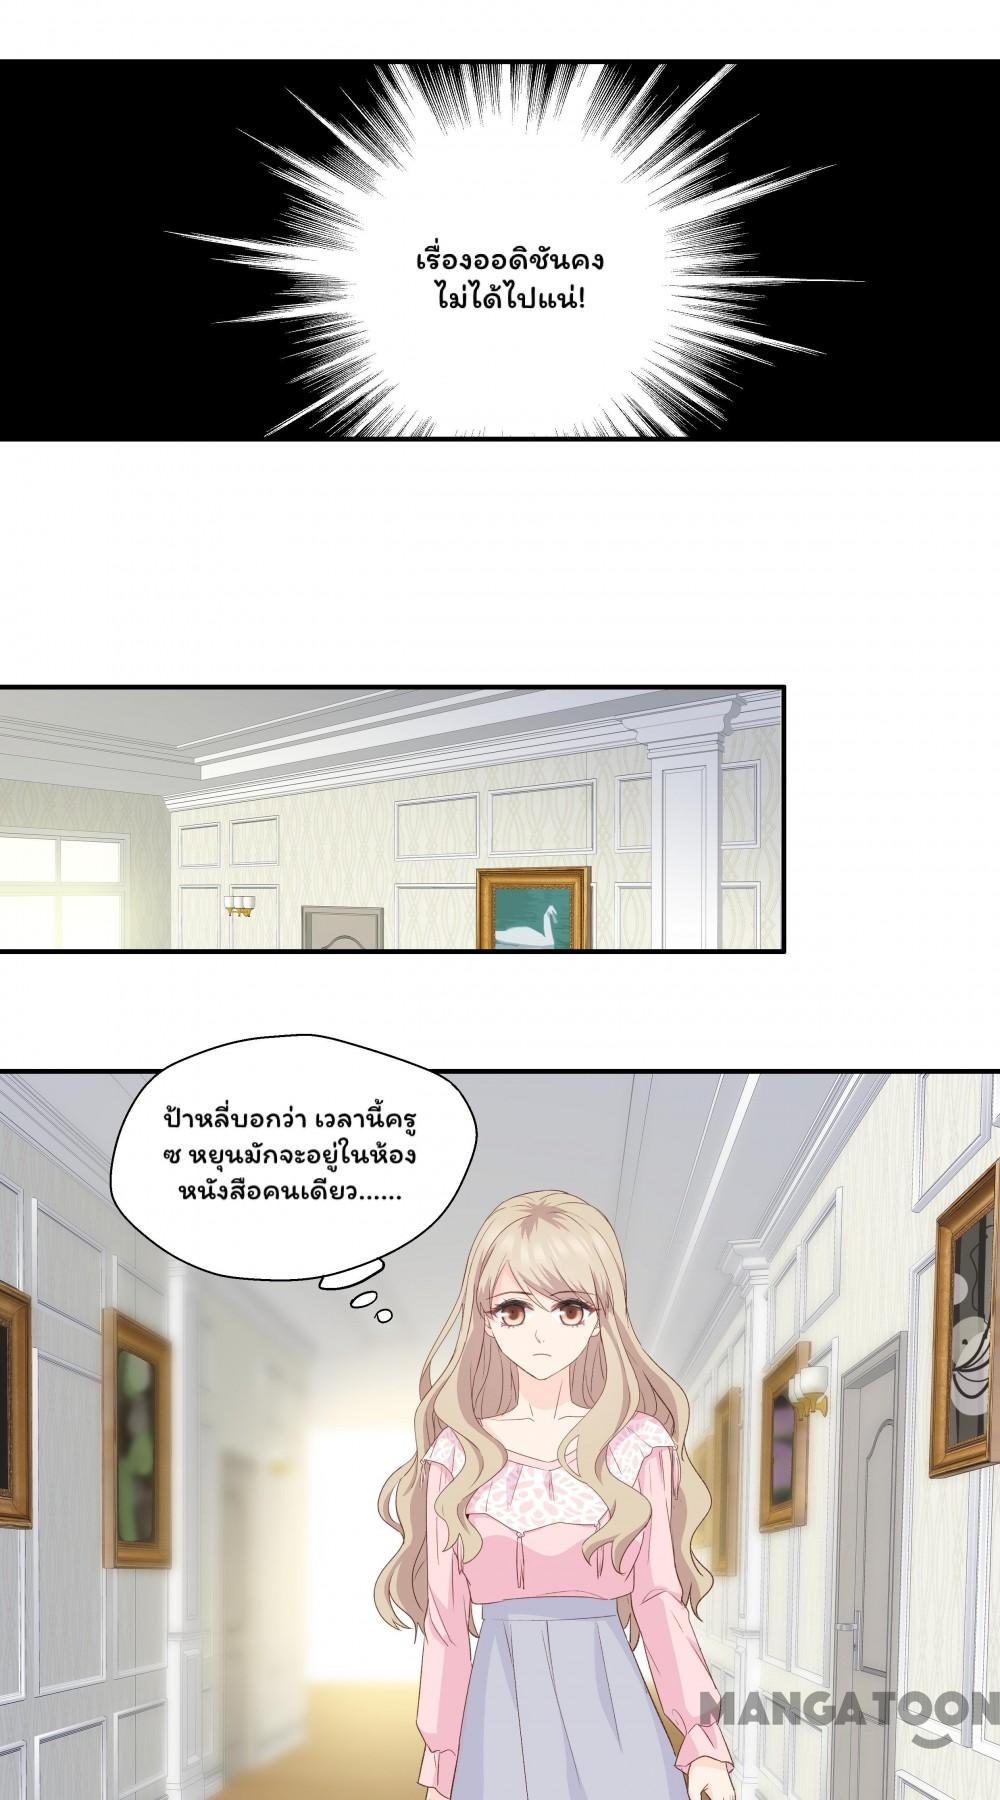 เรื่องออดิชันคง
ไม่ได้ไปแน่!
ป้าหลี่บอกว่า เวลานี้ครู
ซ หยุนมักจะอยู่ในห้อง
หนังสือคนเดียว......
MANGATOON